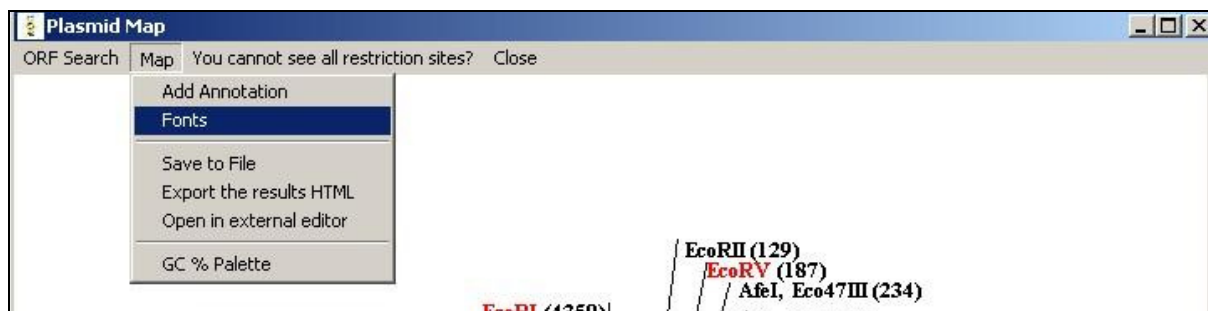 Plasmid Map
ORF Search Map You cannot see all restriction sites? Close
Add Annotation
Fonts
Save to File
Export the results HTML
Open in external editor
GC % Palette
EcoRII (129)
EcoRV (187)
AfeI, Eco47III (234)